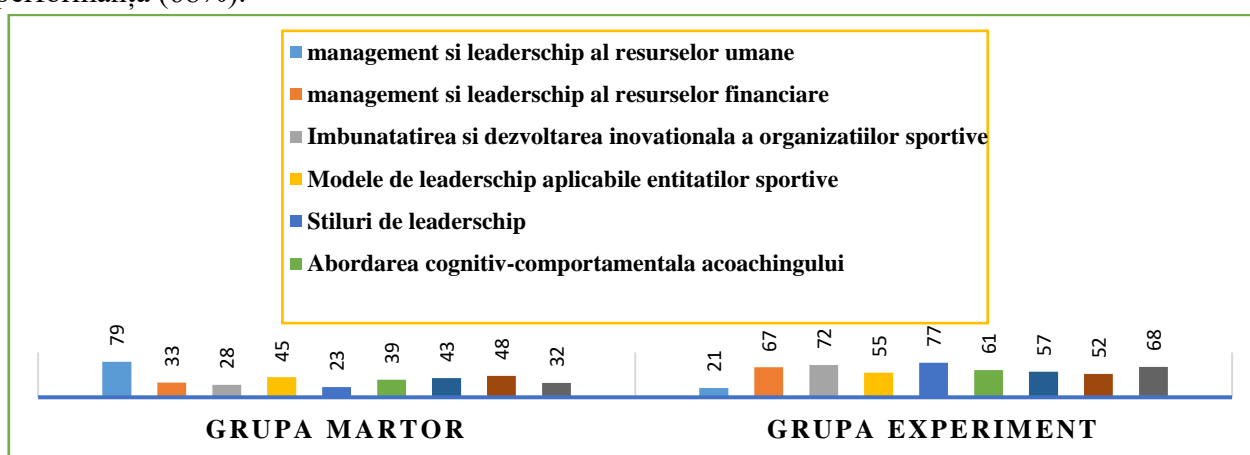 performanță (68%).
management si leaderschip al resurselor umane
management si leaderschip al resurselor financiare
Imbunatatirea si dezvoltarea inovationala a organizatiilor sportive
Modele de leaderschip aplicabile entitatilor sportive
Stiluri de leaderschip
Abordarea cognitiv-comportamentala acoachingului
79 33 28 45 23 39 43 48 32 21 67 72 55 77 61 57 52 68
GRUPA MARTOR GRUPA EXPERIMENT